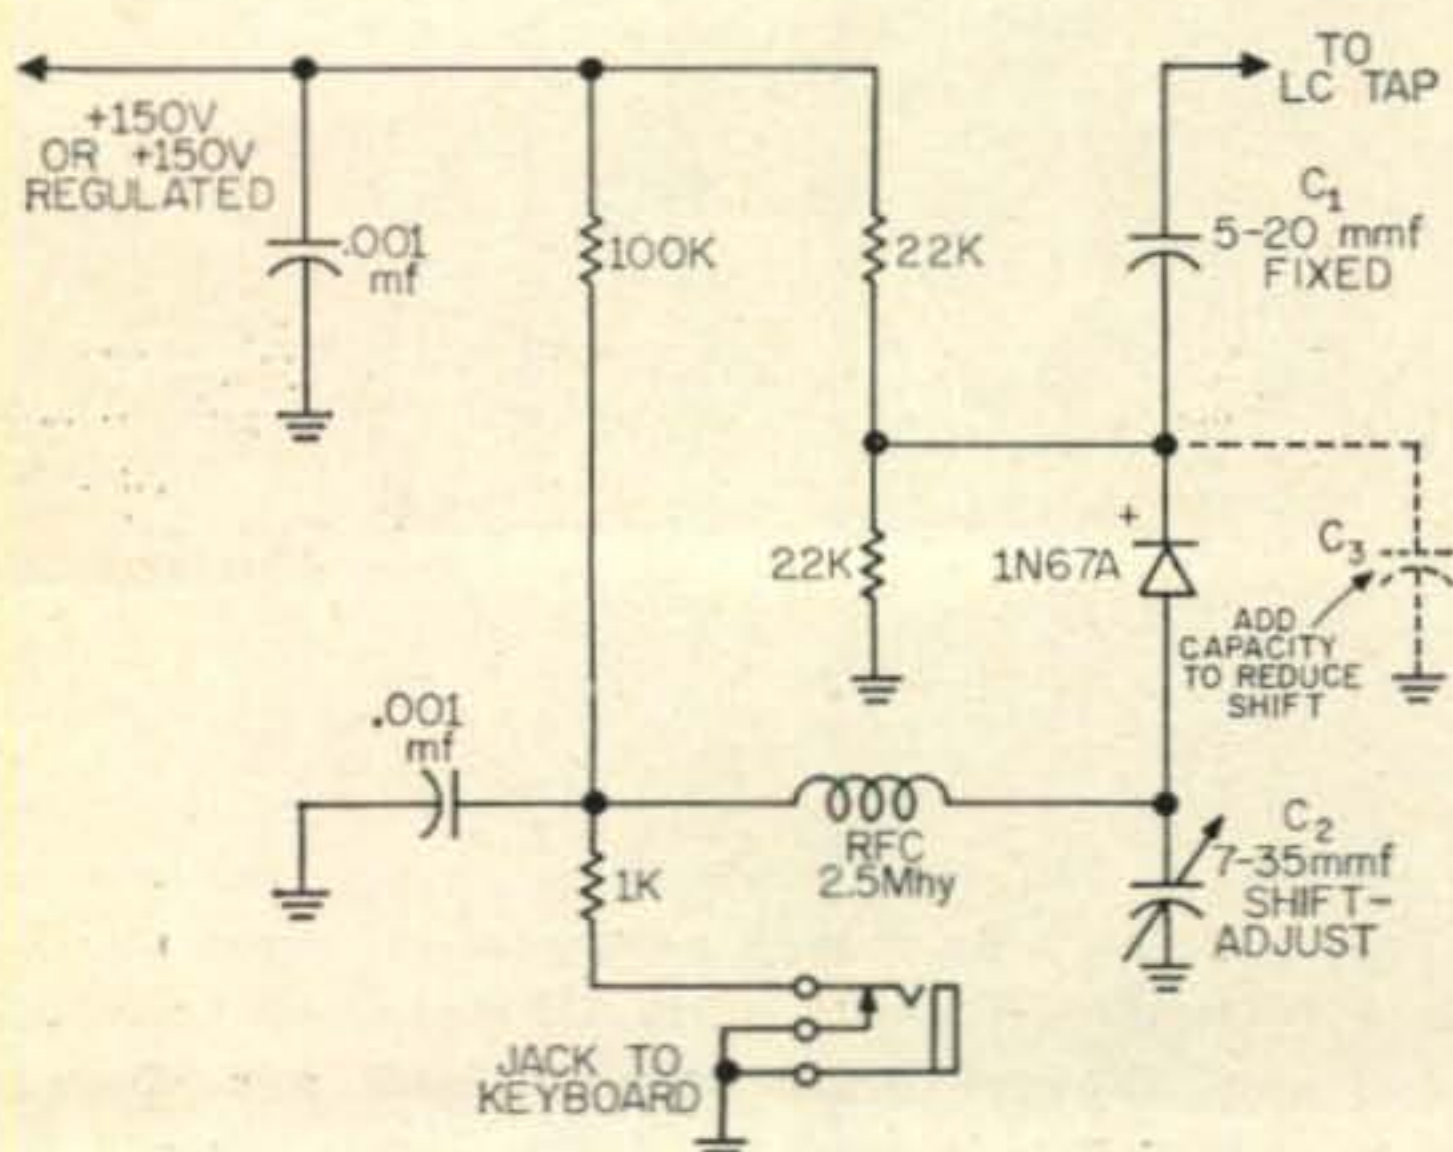 +150V
OR +150V
REGULATED
.001
mf
100K
22K
TO
LC TAP
C1
5-20 mmf
FIXED
22K
+
1N67A
C3
ADD
CAPACITY
TO REDUCE
SHIFT
.001
mf
RFC
2.5Mhy
1K
C2
7-35mmf
SHIFT-
ADJUST
JACK TO
KEYBOARD